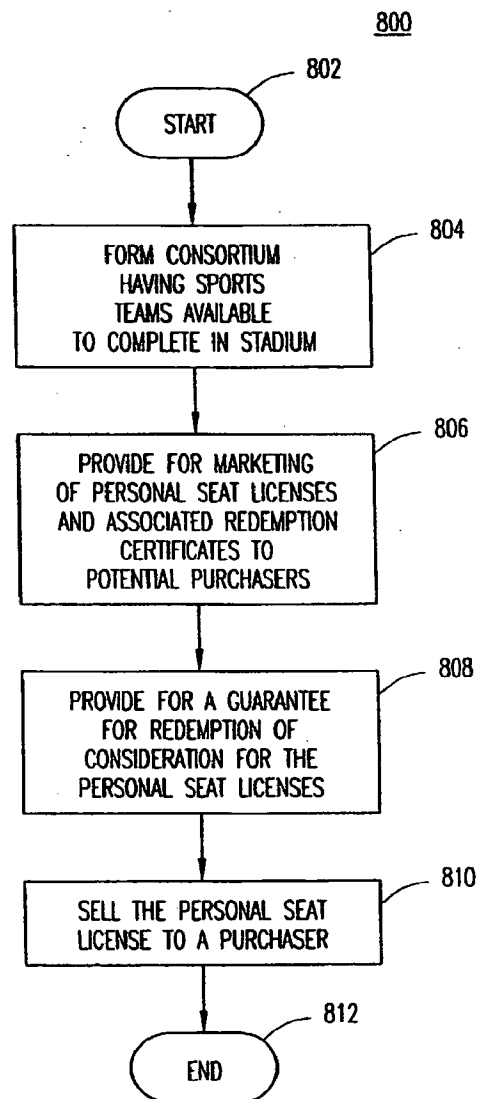 800
802
START
804
FORM CONSORTIUM
HAVING SPORTS
TEAMS AVAILABLE
TO COMPLETE IN STADIUM
806
PROVIDE FOR MARKETING
OF PERSONAL SEAT LICENSES
AND ASSOCIATED REDEMPTION
CERTIFICATES TO
POTENTIAL PURCHASERS
808
PROVIDE FOR A GUARANTEE
FOR REDEMPTION OF
CONSIDERATION FOR THE
PERSONAL SEAT LICENSES
810
SELL THE PERSONAL SEAT
LICENSE TO A PURCHASER
812
END